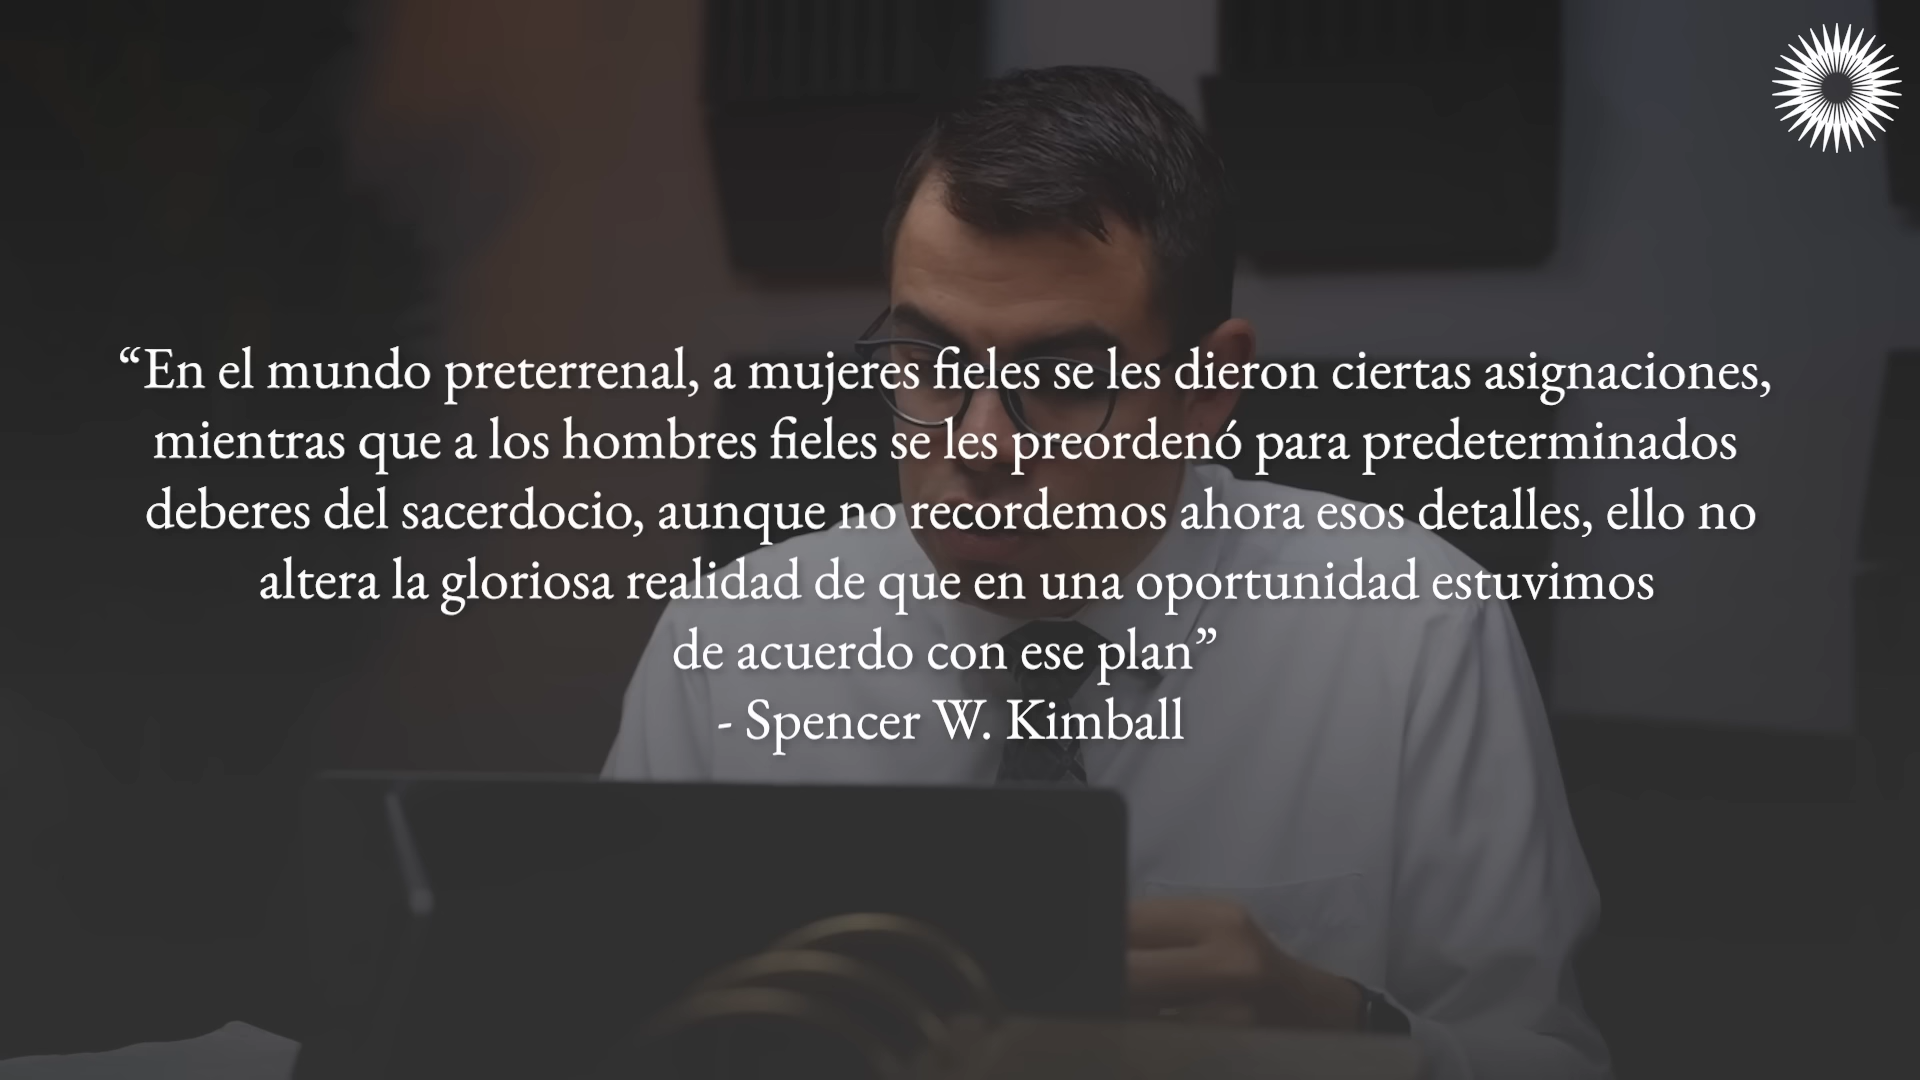 “En el mundo preterrenal, a mujeres fieles se les dieron ciertas asignaciones,
mientras que a los hombres fieles se les preordenó para predeterminados
deberes del sacerdocio, aunque no recordemos ahora esos detalles, ello no
altera la gloriosa realidad de que en una oportunidad estuvimos
de acuerdo con ese plan”
- Spencer W. Kimball